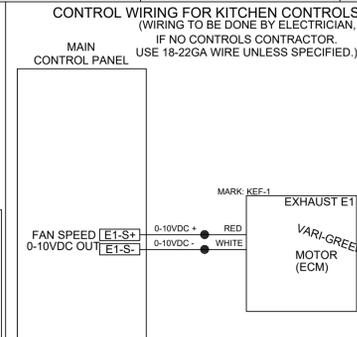 CONTROL WIRING FOR KITCHEN CONTROLS
(WIRING TO BE DONE BY ELECTRICIAN,
IF NO CONTROLS CONTRACTOR.
USE 18-22GA WIRE UNLESS SPECIFIED.)
MAIN
CONTROL PANEL
MARK: KEF-1
EXHAUST E1
FAN SPEED E1-S+ 0-10VDC + RED
0-10VDC OUT E1-S- 0-10VDC - WHITE
VARI-GREE
MOTOR
(ECM)